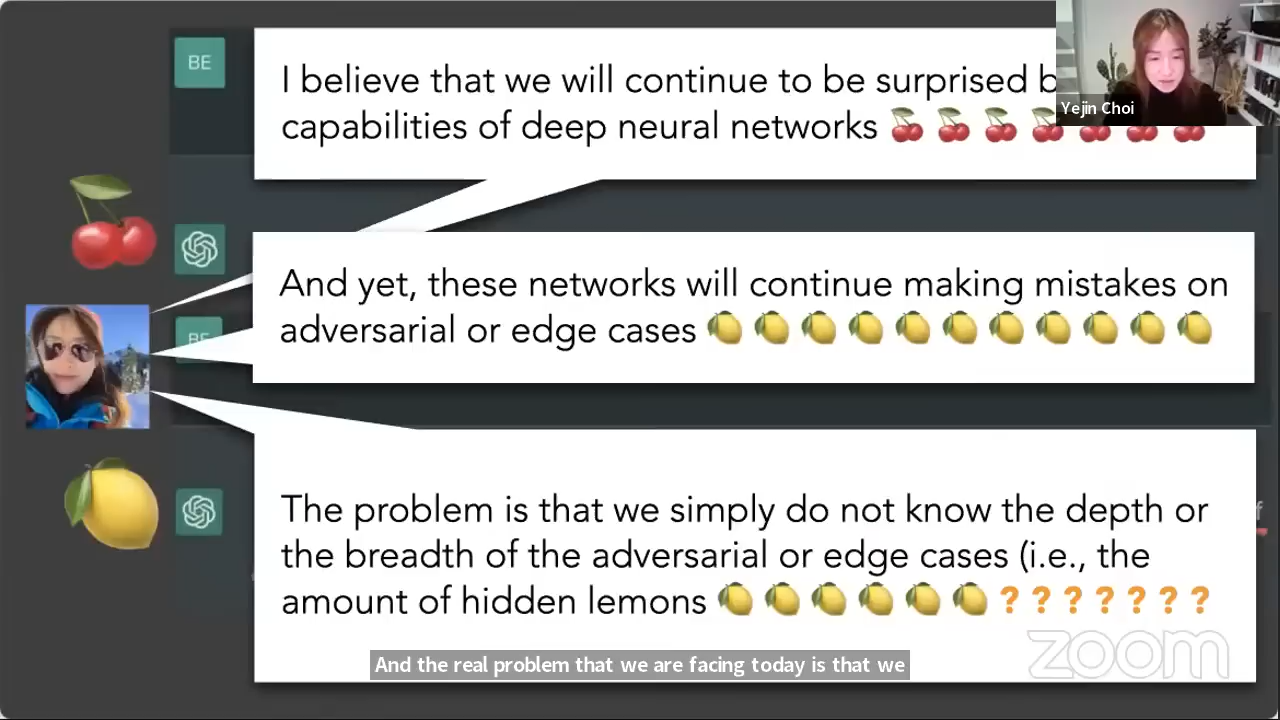 BE
I believe that we will continue to be surprised
Yejin Choi
capabilities of deep neural networks 🍒 🍒 🍒 🍒 🍒 🍒 🍒
And yet, these networks will continue making mistakes on
adversarial or edge cases 🍋 🍋 🍋 🍋 🍋 🍋 🍋 🍋 🍋 🍋 🍋
BE
The problem is that we simply do not know the depth or
the breadth of the adversarial or edge cases (i.e., the
amount of hidden lemons 🍋 🍋 🍋 🍋 🍋 🍋 ? ? ? ? ? ? ?
zoom
And the real problem that we are facing today is that we